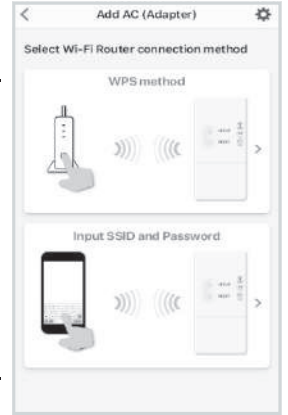 Add AC (Adapter)
Select Wi-Fi Router connection method
WPS method
Input SSID and Password